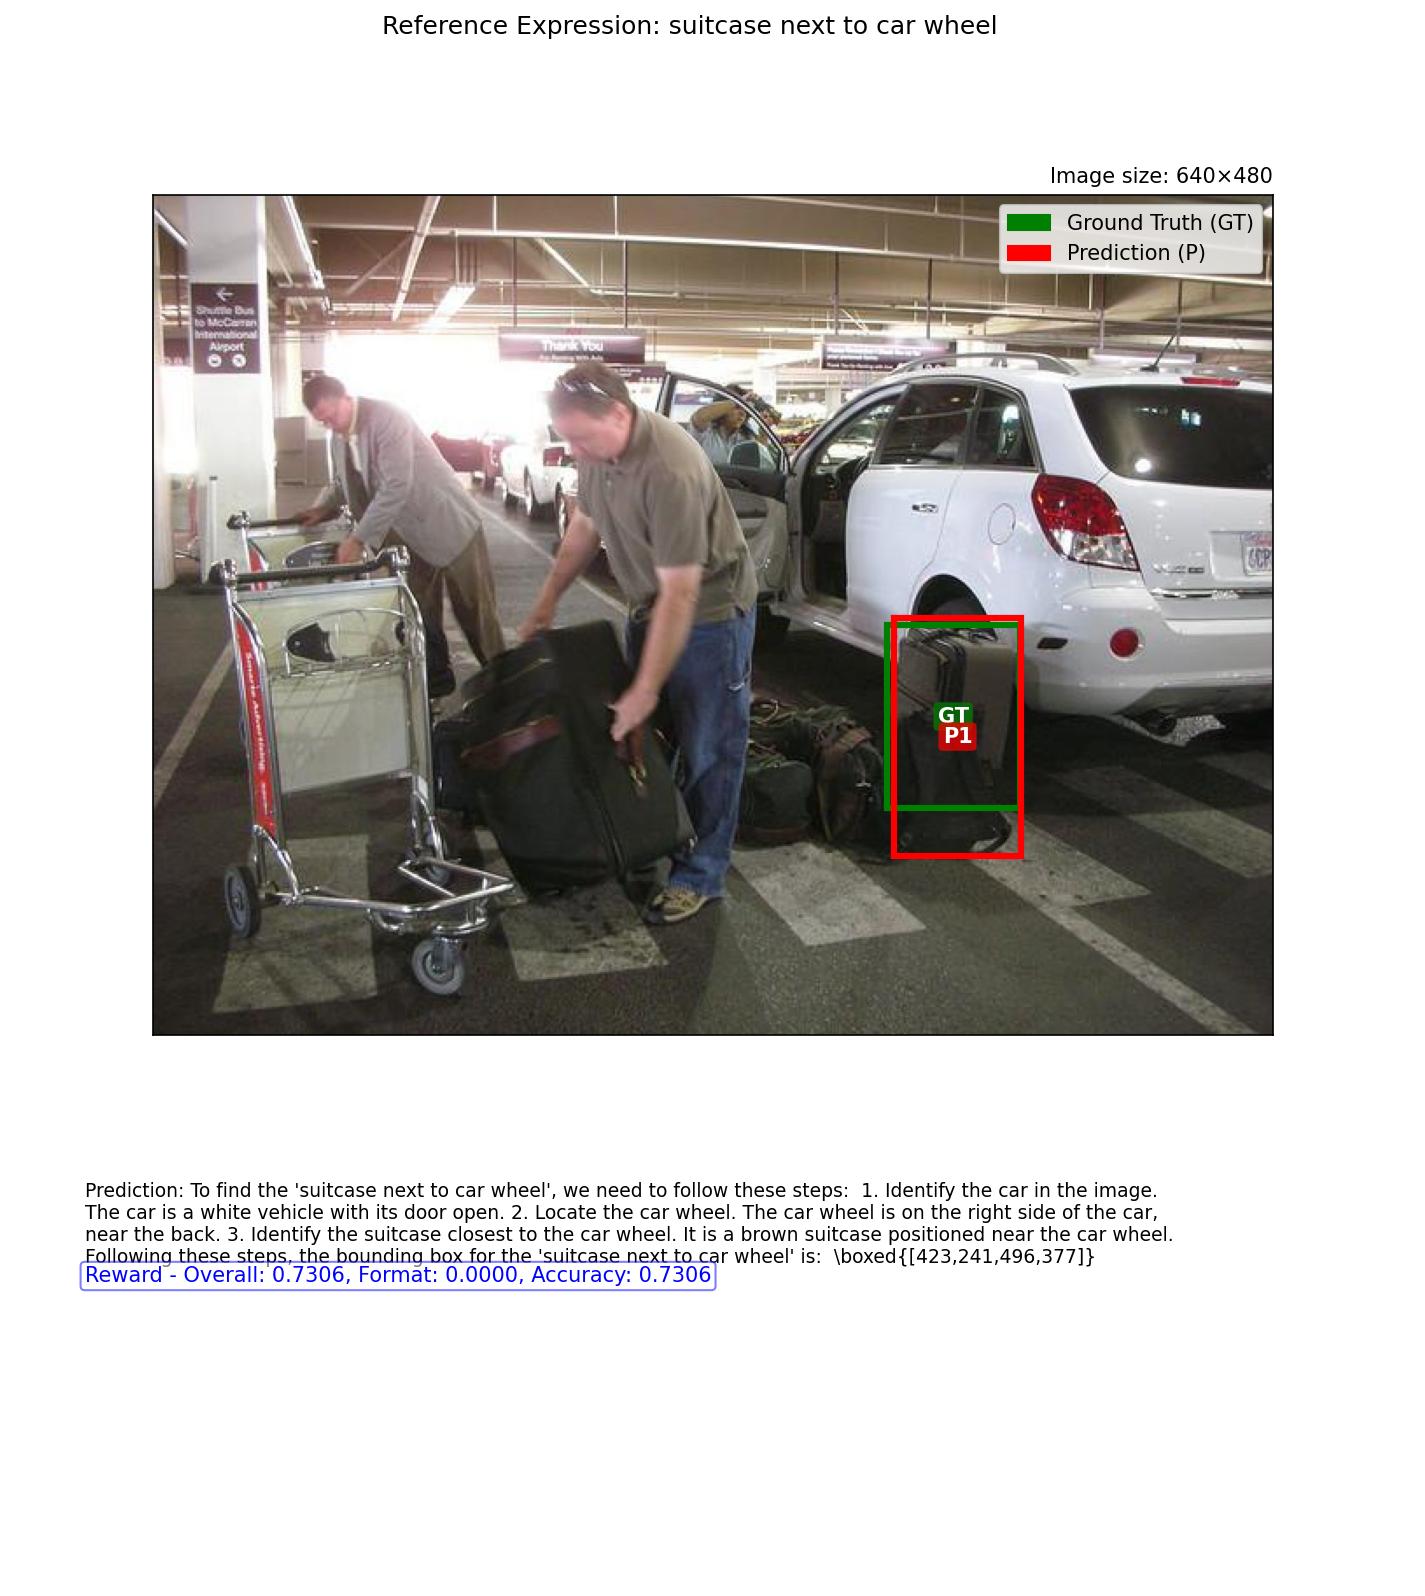 Reference Expression: suitcase next to car wheel
Image size: 640×480
Ground Truth (GT)
Prediction (P)
Shuttle Bus
to McCarran
International
Airport
Thank You
GT
P1
Prediction: To find the 'suitcase next to car wheel', we need to follow these steps:  1. Identify the car in the image.
The car is a white vehicle with its door open. 2. Locate the car wheel. The car wheel is on the right side of the car,
near the back. 3. Identify the suitcase closest to the car wheel. It is a brown suitcase positioned near the car wheel.
Following these steps, the bounding box for the 'suitcase next to car wheel' is:  \boxed{[423,241,496,377]}
Reward - Overall: 0.7306, Format: 0.0000, Accuracy: 0.7306